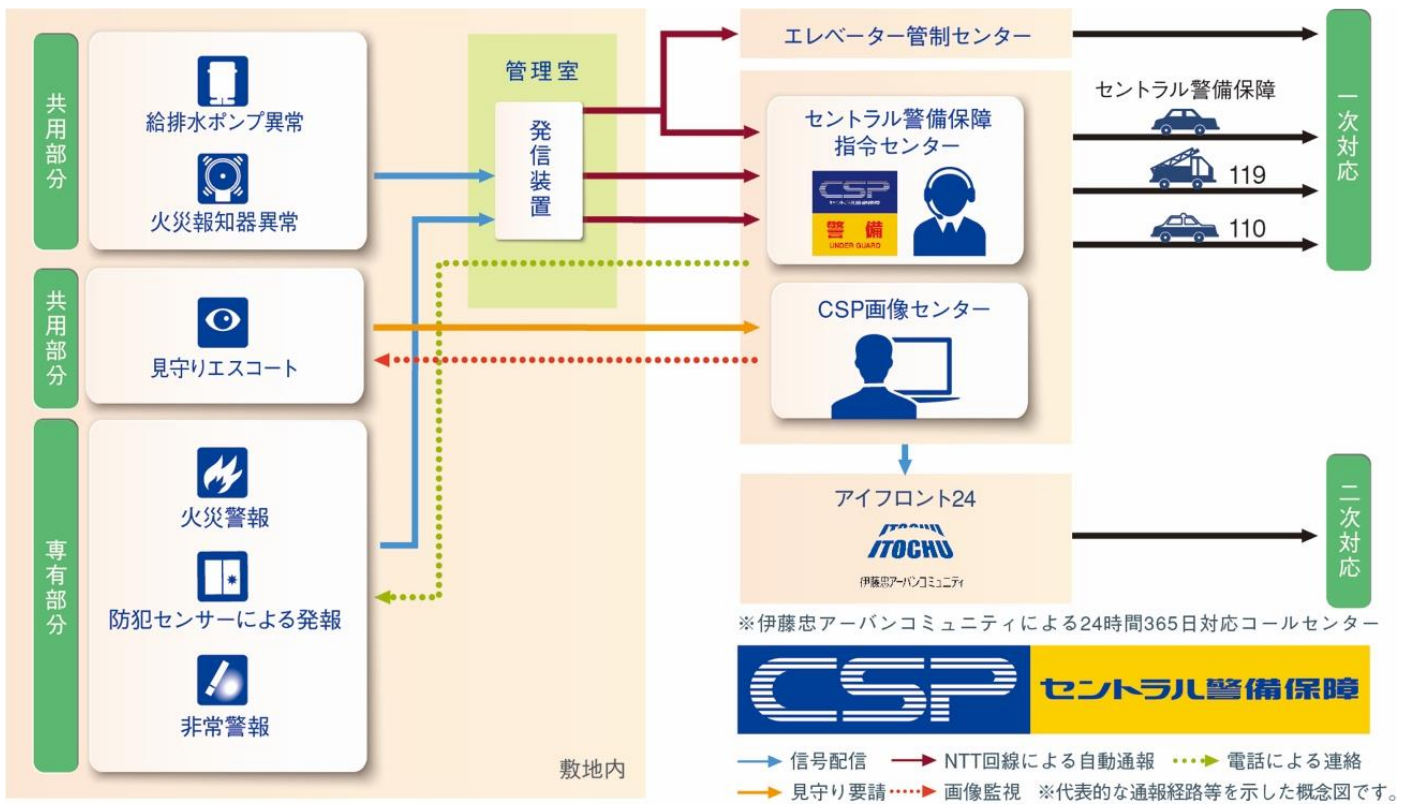 共用部分
給排水ポンプ異常
火災報知器異常
共用部分
見守りエスコート
専有部分
火災警報
防犯センサーによる発報
非常警報
管理室
発信装置
敷地内
エレベーター管制センター
セントラル警備保障
指令センター
CSP
セントラル警備保障
警備
UNDER GUARD
CSP画像センター
アイフロント24
ITOCHU
ITOCHU
伊藤忠アーバンコミュニティ
セントラル警備保障
119
110
一次対応
二次対応
※伊藤忠アーバンコミュニティによる24時間365日対応コールセンター
CSP セントラル警備保障
信号配信 NTT回線による自動通報 電話による連絡
見守り要請 画像監視 ※代表的な通報経路等を示した概念図です。